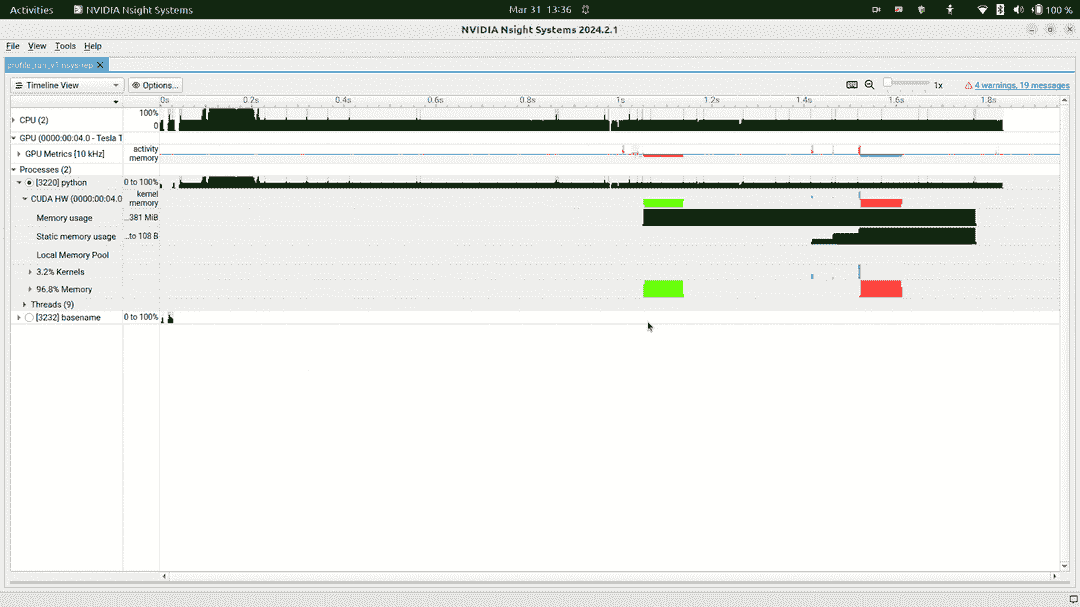 Activities NVIDIA Nsight Systems Mar 31 13:36 100 %
NVIDIA Nsight Systems 2024.2.1
File View Tools Help
profile_run_v1.nsys-rep
Timeline View Options... 1x 4 warnings, 19 messages
0s 0.2s 0.4s 0.6s 0.8s 1s 1.2s 1.4s 1.6s 1.8s
CPU (2) 100%
0
GPU (0000:00:04.0 - Tesla T
GPU Metrics [10 kHz] activity
memory
Processes (2)
[3220] python 0 to 100%
CUDA HW (0000:00:04.0 kernel
memory
Memory usage ...381 MiB
Static memory usage ...to 108 B
Local Memory Pool
3.2% Kernels
96.8% Memory
Threads (9)
[3232] basename 0 to 100%